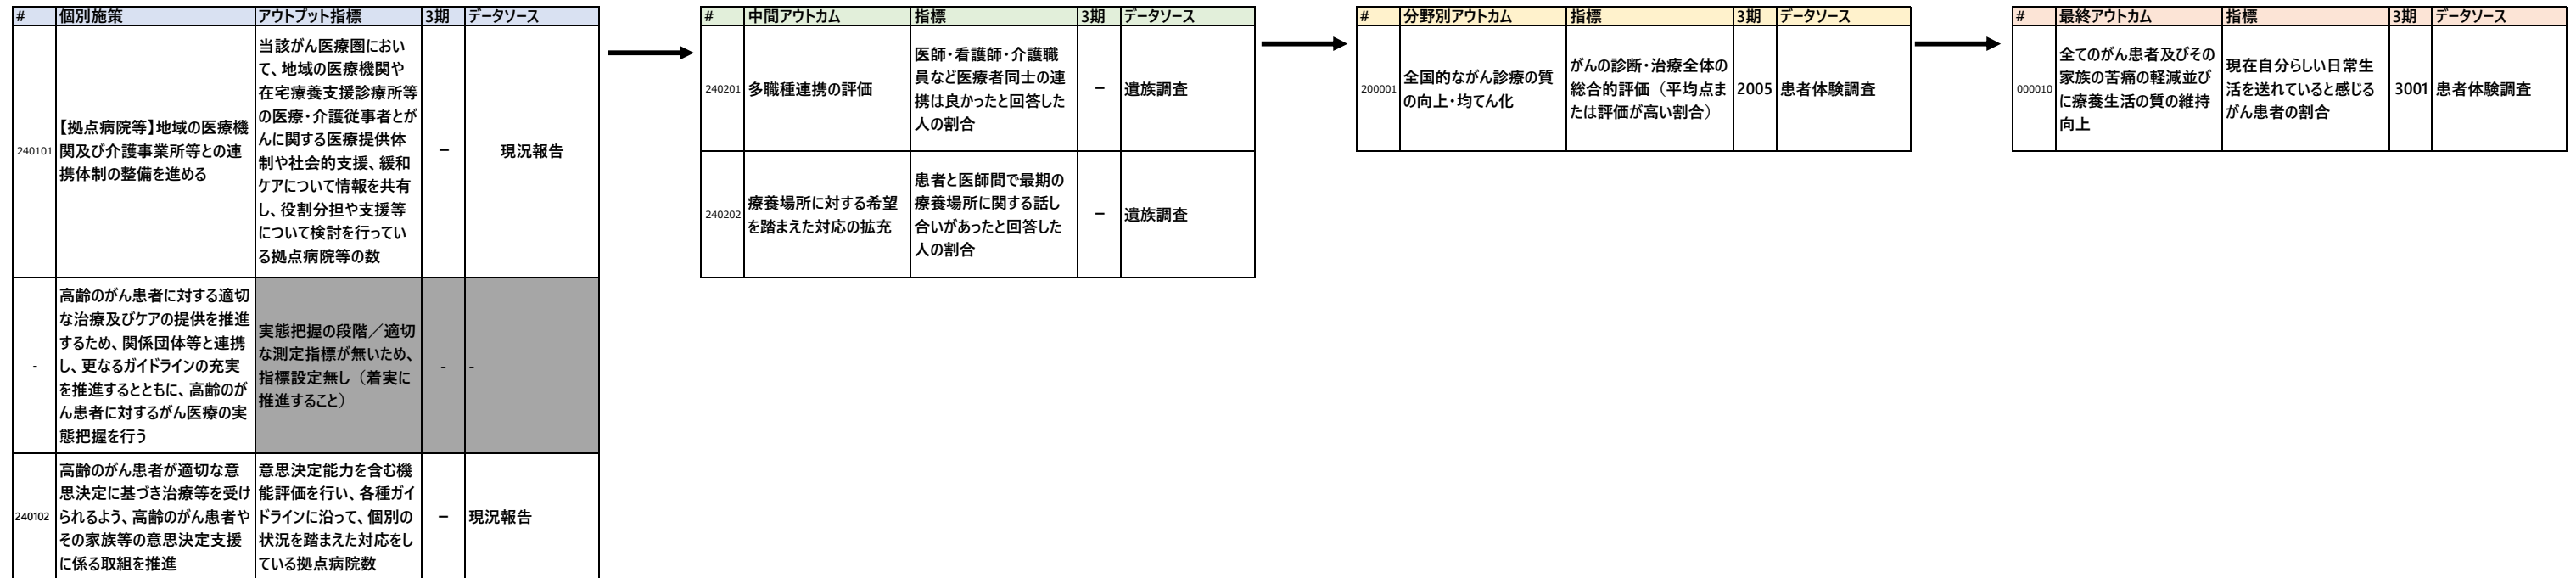 # 個別施策 アウトプット指標 3期 データソース
240101
【拠点病院等】地域の医療機
関及び介護事業所等との連
携体制の整備を進める
当該がん医療圏におい
て、地域の医療機関や
在宅療養支援診療所等
の医療・介護従事者とが
んに関する医療提供体
制や社会的支援、緩和
ケアについて情報を共有
し、役割分担や支援等
について検討を行ってい
る拠点病院等の数
－
現況報告
-
高齢のがん患者に対する適切
な治療及びケアの提供を推進
するため、関係団体等と連携
し、更なるガイドラインの充実
を推進するとともに、高齢のが
ん患者に対するがん医療の実
態把握を行う
実態把握の段階／適切
な測定指標が無いため、
指標設定無し（着実に
推進すること）
-
-
240102
高齢のがん患者が適切な意
思決定に基づき治療等を受け
られるよう、高齢のがん患者や
その家族等の意思決定支援
に係る取組を推進
意思決定能力を含む機
能評価を行い、各種ガイ
ドラインに沿って、個別の
状況を踏まえた対応をし
ている拠点病院数
－
現況報告
# 中間アウトカム 指標 3期 データソース
240201
多職種連携の評価
医師・看護師・介護職
員など医療者同士の連
携は良かったと回答した
人の割合
－
遺族調査
240202
療養場所に対する希望
を踏まえた対応の拡充
患者と医師間で最期の
療養場所に関する話し
合いがあったと回答した
人の割合
－
遺族調査
# 分野別アウトカム 指標 3期 データソース
200001
全国的ながん診療の質
の向上・均てん化
がんの診断・治療全体の
総合的評価（平均点ま
たは評価が高い割合）
2005
患者体験調査
# 最終アウトカム 指標 3期 データソース
000010
全てのがん患者及びその
家族の苦痛の軽減並び
に療養生活の質の維持
向上
現在自分らしい日常生
活を送れていると感じる
がん患者の割合
3001
患者体験調査